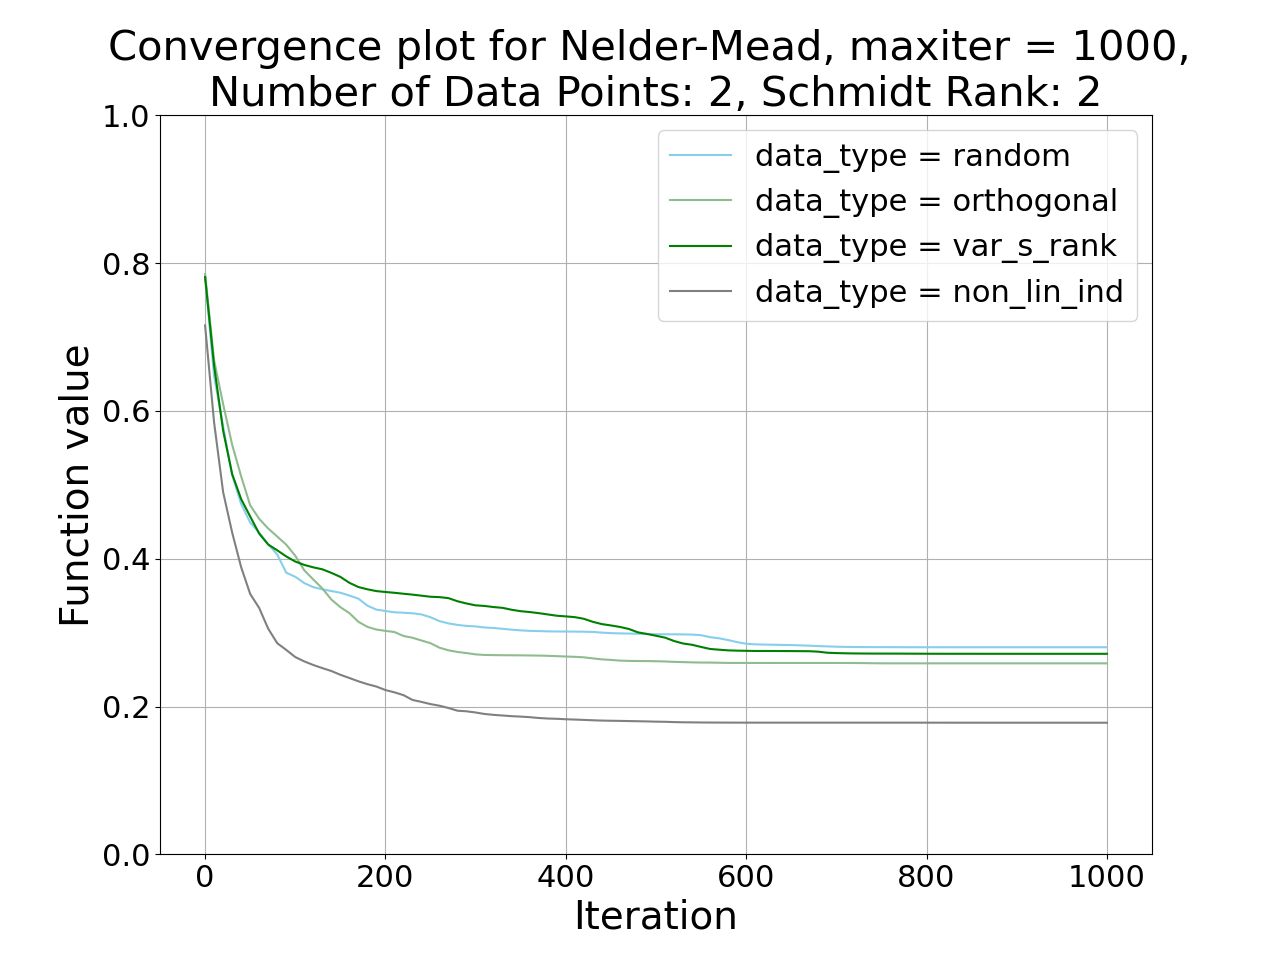 Convergence plot for Nelder-Mead, maxiter = 1000,
Number of Data Points: 2, Schmidt Rank: 2
data_type = random
data_type = orthogonal
data_type = var_s_rank
data_type = non_lin_ind
Function value
1.0
0.8
0.6
0.4
0.2
0.0
0 200 400 600 800 1000
Iteration